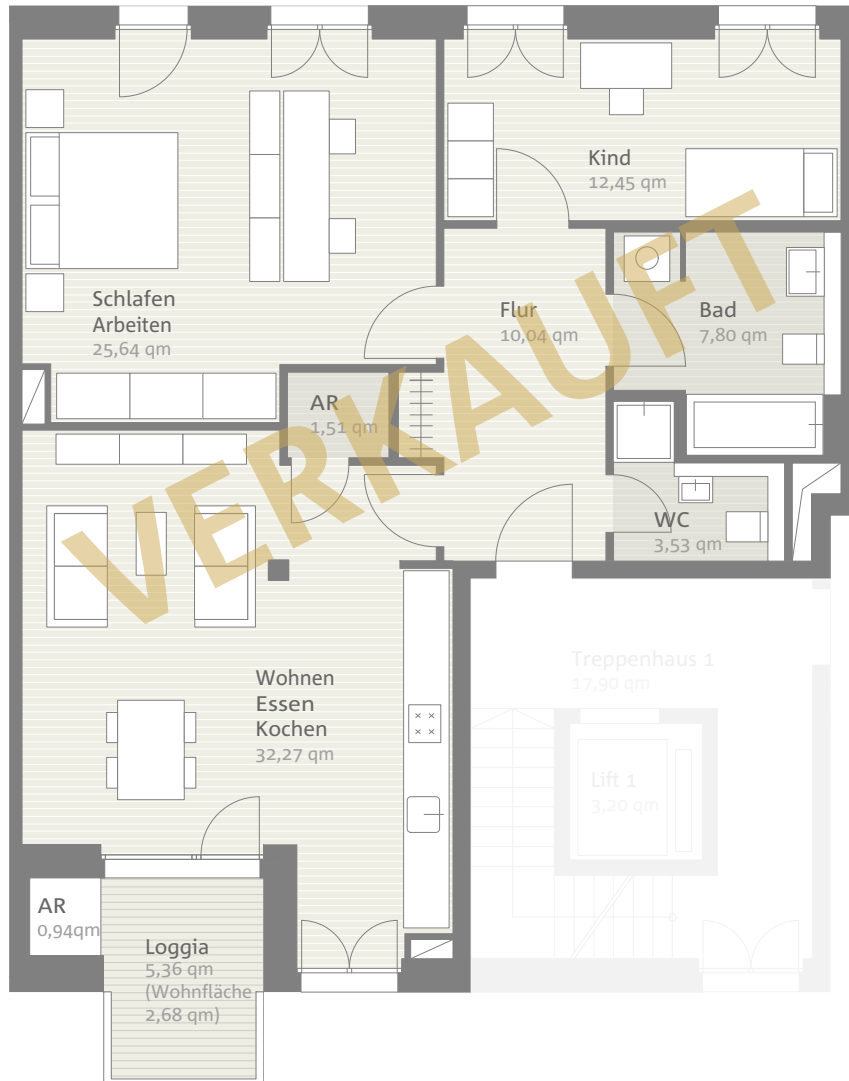 Kind
12,45 qm
Schlafen
Arbeiten
25,64 qm
Flur
10,04 qm
Bad
7,80 qm
AR
1,51 qm
VERKAUFT
WC
3,53 qm
Wohnen
Essen
Kochen
32,27 qm
Treppenhaus 1
17,90 qm
Lift 1
3,20 qm
AR
0,94qm
Loggia
5,36 qm
(Wohnfläche
2,68 qm)